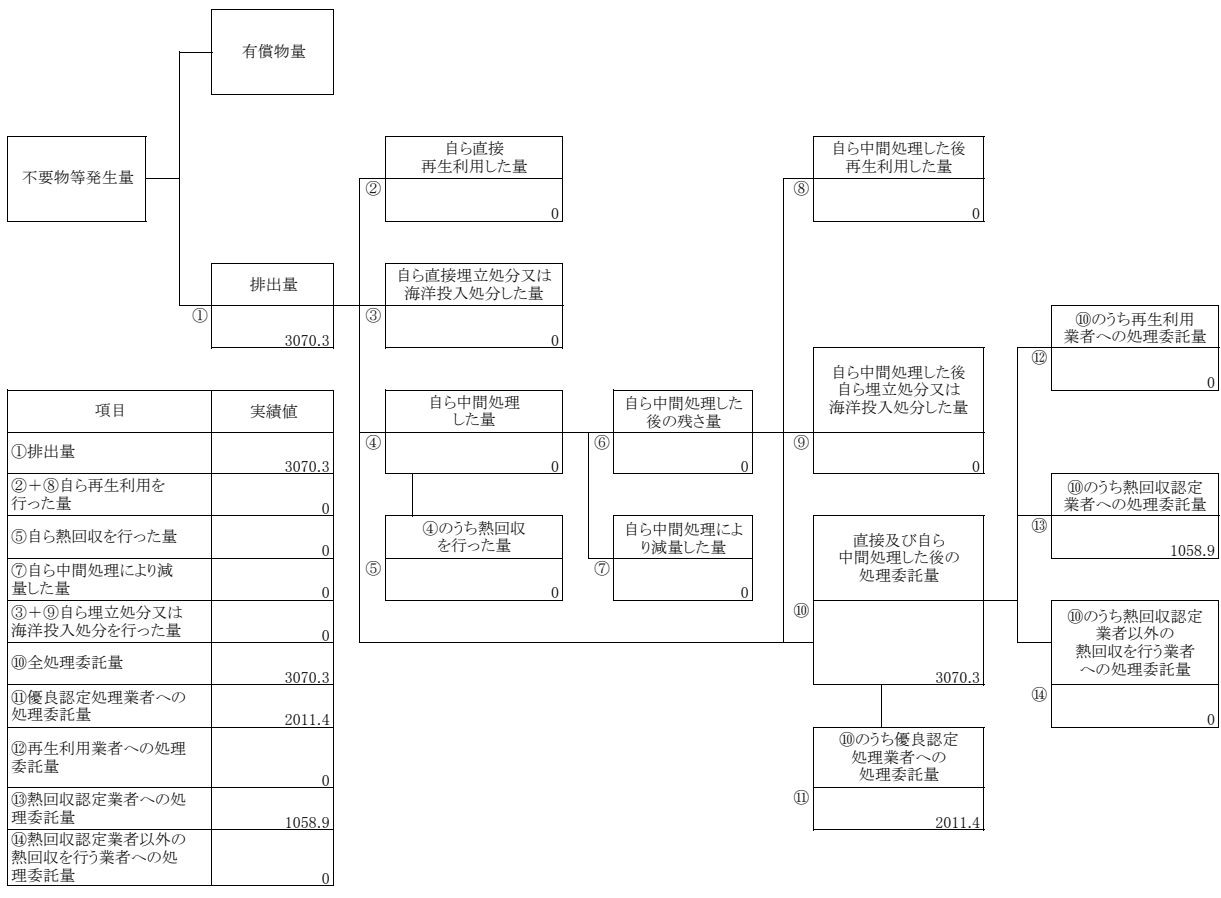 有償物量
不要物等発生量
自ら直接
再生利用した量
②
0
自ら中間処理した後
再生利用した量
⑧
0
排出量
①
3070.3
自ら直接埋立処分又は
海洋投入処分した量
③
0
自ら中間処理
した量
④
0
自ら中間処理した
後の残さ量
⑥
0
自ら中間処理した後
自ら埋立処分又は
海洋投入処分した量
⑨
0
⑩のうち再生利用
業者への処理委託量
⑫
0
④のうち熱回収
を行った量
⑤
0
自ら中間処理によ
り減量した量
⑦
0
直接及び自ら
中間処理した後の
処理委託量
⑩
3070.3
⑩のうち熱回収認定
業者への処理委託量
⑬
1058.9
⑩のうち熱回収認定
業者以外の
熱回収を行う業者
への処理委託量
⑭
0
⑩のうち優良認定
処理業者への
処理委託量
⑪
2011.4
項目 実績値
①排出量
3070.3
②+⑧自ら再生利用を
行った量
0
⑤自ら熱回収を行った量
0
⑦自ら中間処理により減
量した量
0
③+⑨自ら埋立処分又は
海洋投入処分を行った量
0
⑩全処理委託量
3070.3
⑪優良認定処理業者への
処理委託量
2011.4
⑫再生利用業者への処理
委託量
0
⑬熱回収認定業者への処
理委託量
1058.9
⑭熱回収認定業者以外の
熱回収を行う業者への処
理委託量
0